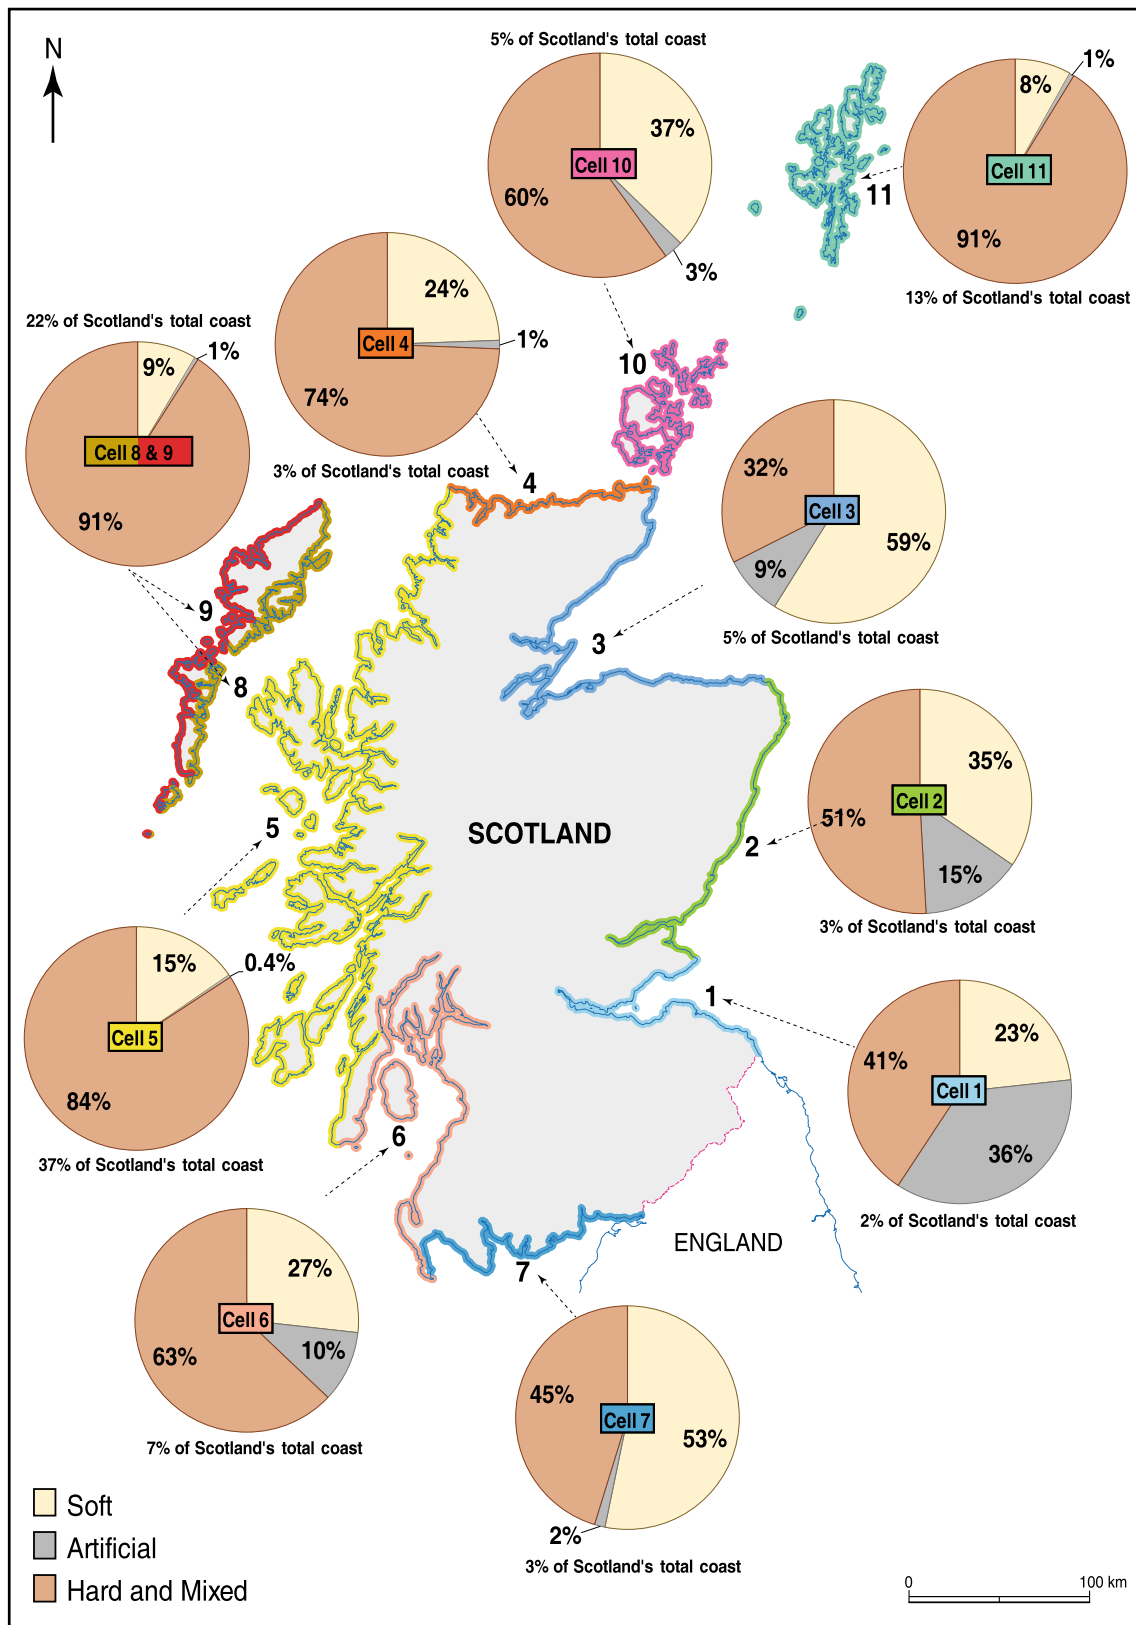 N
5% of Scotland's total coast
37%
Cell 10
60%
3%
8%
1%
Cell 11
91%
11
13% of Scotland's total coast
24%
Cell 4
1%
74%
3% of Scotland's total coast
22% of Scotland's total coast
9%
1%
Cell 8 & 9
91%
10
4
32%
Cell 3
59%
9%
5% of Scotland's total coast
9
3
8
35%
Cell 2
51%
15%
3% of Scotland's total coast
5
SCOTLAND
2
15%
0.4%
Cell 5
84%
37% of Scotland's total coast
1
23%
41%
Cell 1
36%
2% of Scotland's total coast
6
27%
Cell 6
10%
63%
7% of Scotland's total coast
ENGLAND
7
45%
Cell 7
53%
2%
3% of Scotland's total coast
Soft
Artificial
Hard and Mixed
0 100 km